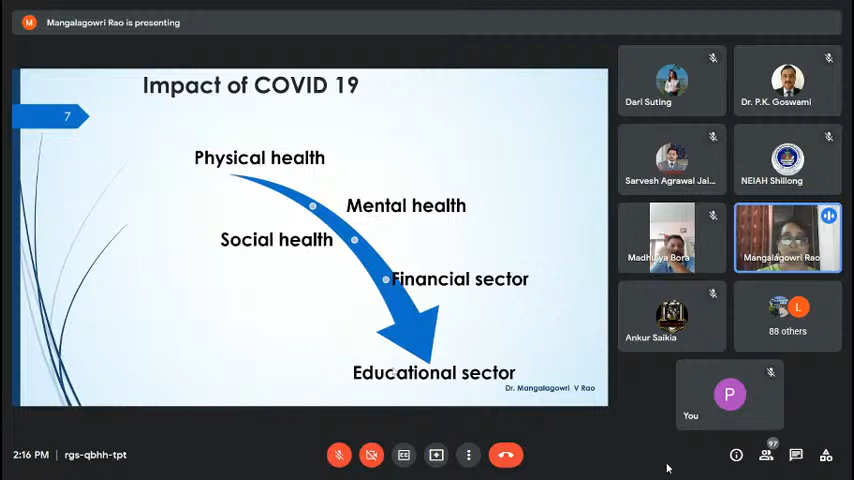 M
Mangalagowri Rao is presenting
Impact of COVID 19
7
Physical health
Mental health
Social health
Financial sector
Educational sector
Dr. Mangalagowri V Rao
Dari Suting
Dr. P.K. Goswami
Sarvesh Agrawal Jai...
NEIAH Shillong
Madhurya Bora
Mangalagowri Rao
Ankur Saikia
L
88 others
P
You
2:16 PM
rgs-qbhh-tpt
97